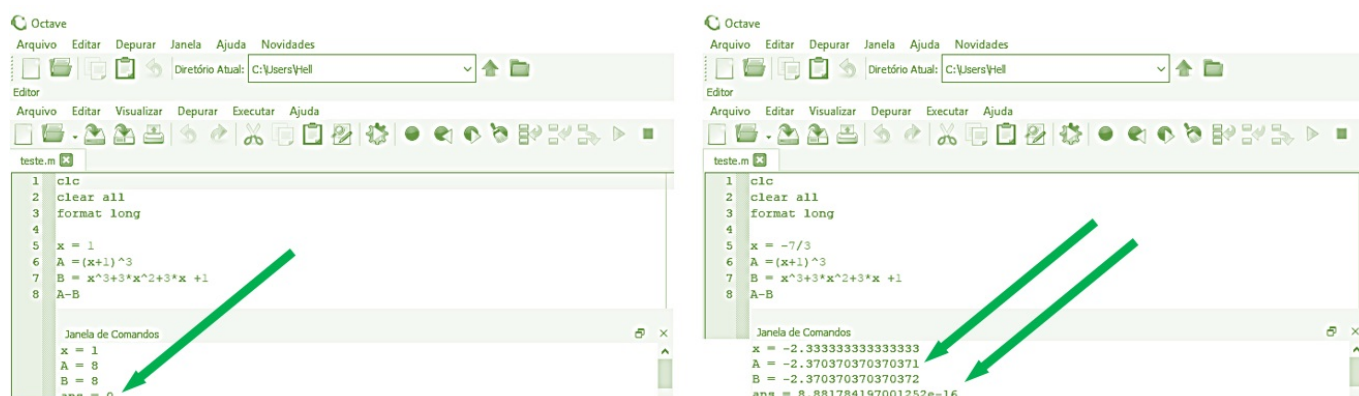 Octave
Arquivo Editar Depurar Janela Ajuda Novidades
Diretório Atual: C:\Users\Hell
Editor
Arquivo Editar Visualizar Depurar Executar Ajuda
teste.m
1 clc
2 clear all
3 format long
4
5 x = 1
6 A =(x+1)^3
7 B = x^3+3*x^2+3*x +1
8 A-B
Janela de Comandos
x = 1
A = 8
B = 8
ans = 0
Octave
Arquivo Editar Depurar Janela Ajuda Novidades
Diretório Atual: C:\Users\Hell
Editor
Arquivo Editar Visualizar Depurar Executar Ajuda
teste.m
1 clc
2 clear all
3 format long
4
5 x = -7/3
6 A =(x+1)^3
7 B = x^3+3*x^2+3*x +1
8 A-B
Janela de Comandos
x = -2.333333333333333
A = -2.370370370370371
B = -2.370370370370372
ans = 8.881784197001252e-16